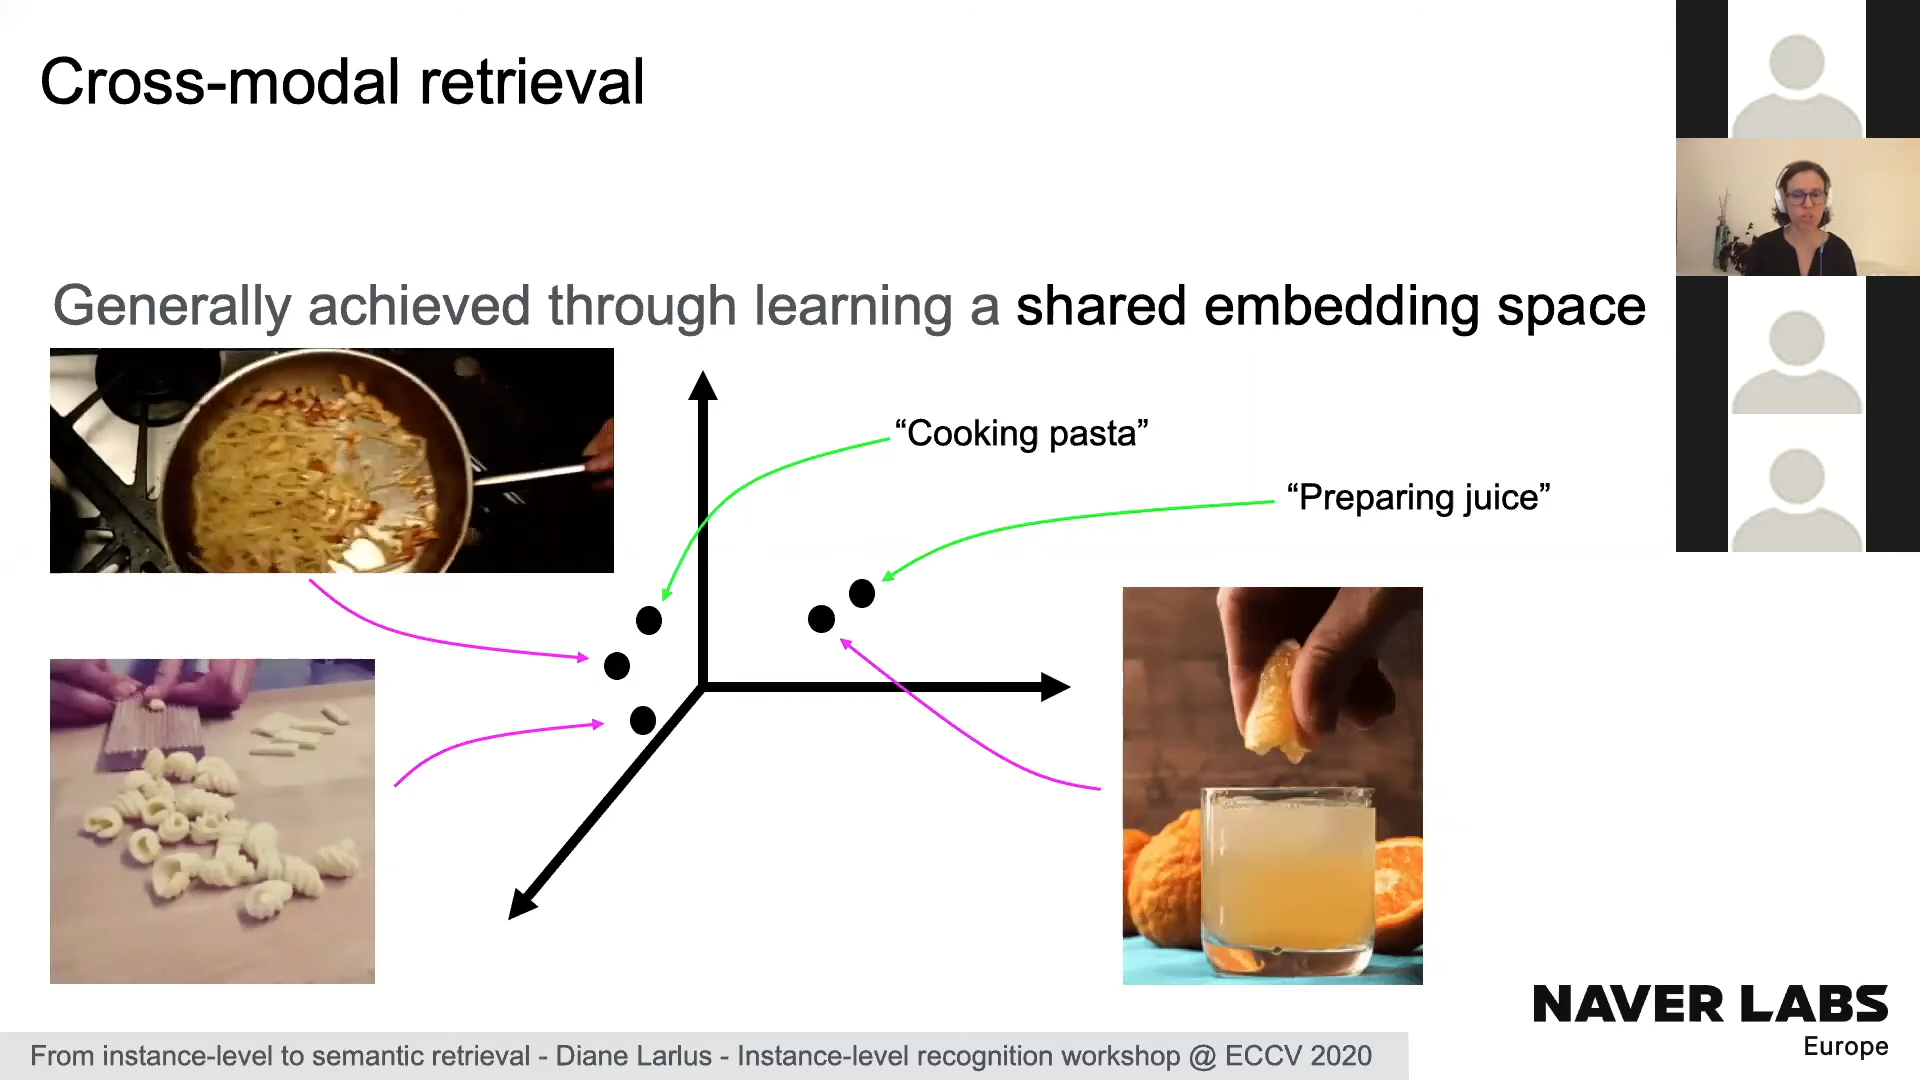 Cross-modal retrieval
Generally achieved through learning a shared embedding space
“Cooking pasta”
“Preparing juice”
NAVER LABS
Europe
From instance-level to semantic retrieval - Diane Larlus - Instance-level recognition workshop @ ECCV 2020